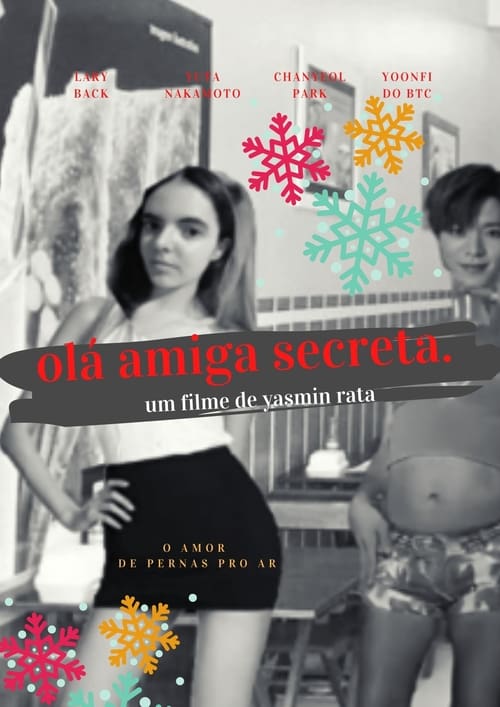 LARY YUTA CHANYEOL YOONFI
BACK NAKAMOTO PARK DO BTC
olá amiga secreta.
um filme de yasmin rata
O AMOR
DE PERNAS PRO AR